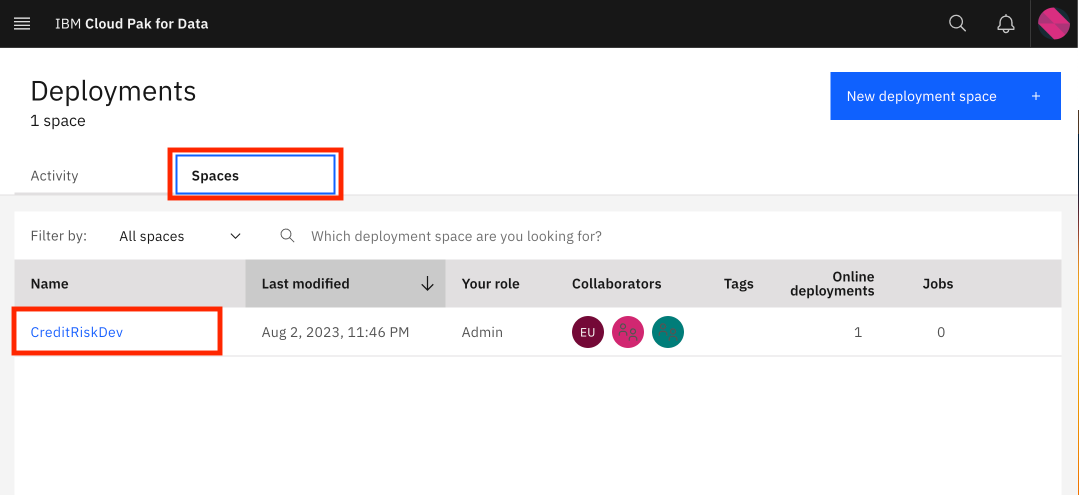 IBM Cloud Pak for Data
Deployments
1 space
New deployment space +
Activity
Spaces
Filter by:
All spaces
Which deployment space are you looking for?
Name
Last modified
Your role
Collaborators
Tags
Online
deployments
Jobs
CreditRiskDev
Aug 2, 2023, 11:46 PM
Admin
EU
1
0